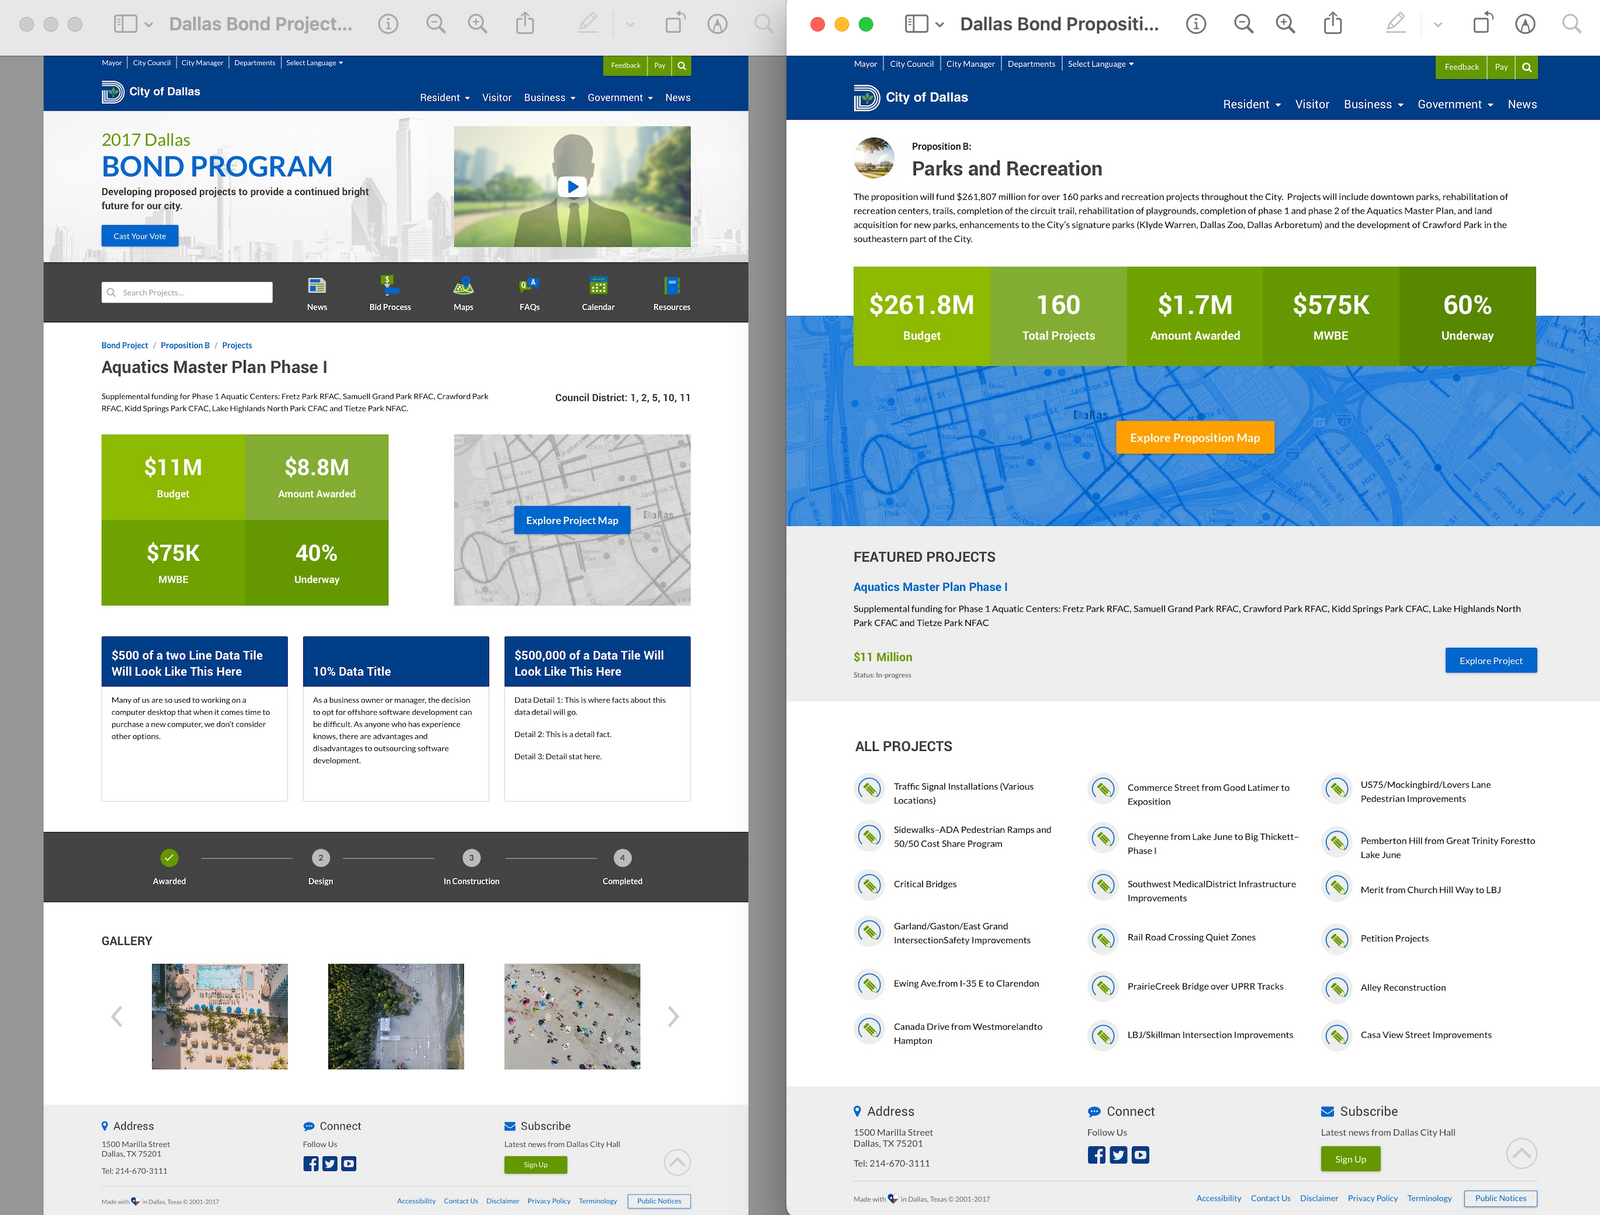 Dallas Bond Project...
Mayor
City Council
City Manager
Departments
Select Language
Feedback
Pay
City of Dallas
Resident
Visitor
Business
Government
News
2017 Dallas
BOND PROGRAM
Developing proposed projects to provide a continued bright
future for our city.
Cast Your Vote
Search Projects...
News
Bid Process
Maps
FAQs
Calendar
Resources
Bond Project / Proposition B / Projects
Aquatics Master Plan Phase I
Supplemental funding for Phase 1 Aquatic Centers: Fretz Park RFAC, Samuell Grand Park RFAC, Crawford Park
RFAC, Kidd Springs Park CFAC, Lake Highlands North Park CFAC and Tietze Park NFAC.
Council District: 1, 2, 5, 10, 11
$11M
Budget
$8.8M
Amount Awarded
$75K
MWBE
40%
Underway
Dallas
Explore Project Map
$500 of a two Line Data Tile
Will Look Like This Here
Many of us are so used to working on a
computer desktop that when it comes time to
purchase a new computer, we don't consider
other options.
10% Data Title
As a business owner or manager, the decision
to opt for offshore software development can
be difficult. As anyone who has experience
knows, there are advantages and
disadvantages to outsourcing software
development.
$500,000 of a Data Tile Will
Look Like This Here
Data Detail 1: This is where facts about this
data detail will go.
Detail 2: This is a detail fact.
Detail 3: Detail stat here.
Awarded
2
Design
3
In Construction
4
Completed
GALLERY
Address
1500 Marilla Street
Dallas, TX 75201
Tel: 214-670-3111
Connect
Follow Us
Subscribe
Latest news from Dallas City Hall
Sign Up
Made with in Dallas, Texas © 2001-2017
Accessibility
Contact Us
Disclaimer
Privacy Policy
Terminology
Public Notices
Dallas Bond Propositi...
Mayor
City Council
City Manager
Departments
Select Language
Feedback
Pay
City of Dallas
Resident
Visitor
Business
Government
News
Proposition B:
Parks and Recreation
The proposition will fund $261,807 million for over 160 parks and recreation projects throughout the City. Projects will include downtown parks, rehabilitation of
recreation centers, trails, completion of the circuit trail, rehabilitation of playgrounds, completion of phase 1 and phase 2 of the Aquatics Master Plan, and land
acquisition for new parks, enhancements to the City's signature parks (Klyde Warren, Dallas Zoo, Dallas Arboretum) and the development of Crawford Park in the
southeastern part of the City.
$261.8M
Budget
160
Total Projects
$1.7M
Amount Awarded
$575K
MWBE
60%
Underway
Dallas
Explore Proposition Map
FEATURED PROJECTS
Aquatics Master Plan Phase I
Supplemental funding for Phase 1 Aquatic Centers: Fretz Park RFAC, Samuell Grand Park RFAC, Crawford Park RFAC, Kidd Springs Park CFAC, Lake Highlands North
Park CFAC and Tietze Park NFAC
$11 Million
Status: In-progress
Explore Project
ALL PROJECTS
Traffic Signal Installations (Various
Locations)
Sidewalks–ADA Pedestrian Ramps and
50/50 Cost Share Program
Critical Bridges
Garland/Gaston/East Grand
IntersectionSafety Improvements
Ewing Ave.from I-35 E to Clarendon
Canada Drive from Westmorelandto
Hampton
Commerce Street from Good Latimer to
Exposition
Cheyenne from Lake June to Big Thickett–
Phase I
Southwest MedicalDistrict Infrastructure
Improvements
Rail Road Crossing Quiet Zones
PrairieCreek Bridge over UPRR Tracks
LBJ/Skillman Intersection Improvements
US75/Mockingbird/Lovers Lane
Pedestrian Improvements
Pemberton Hill from Great Trinity Forestto
Lake June
Merit from Church Hill Way to LBJ
Petition Projects
Alley Reconstruction
Casa View Street Improvements
Address
1500 Marilla Street
Dallas, TX 75201
Tel: 214-670-3111
Connect
Follow Us
Subscribe
Latest news from Dallas City Hall
Sign Up
Made with in Dallas, Texas © 2001-2017
Accessibility
Contact Us
Disclaimer
Privacy Policy
Terminology
Public Notices